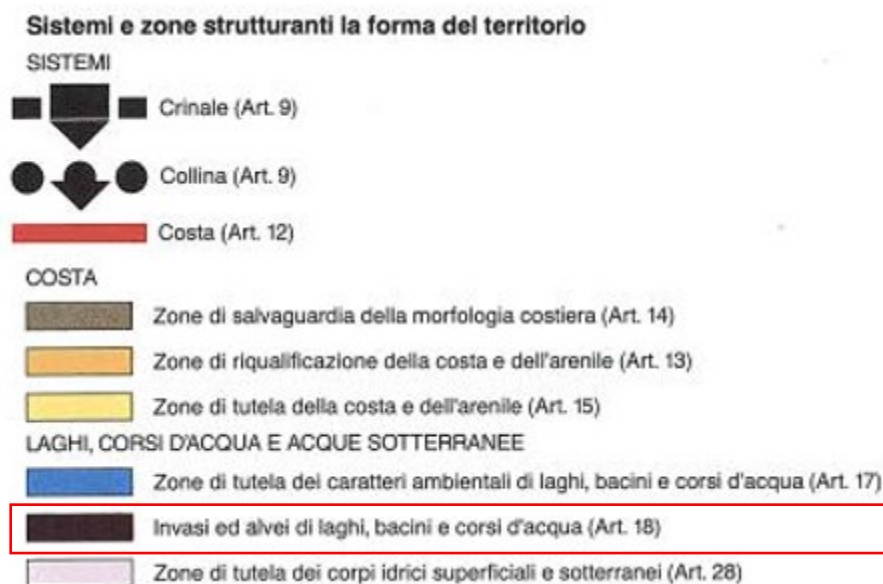 Sistemi e zone strutturanti la forma del territorio
SISTEMI
Crinale (Art. 9)
Collina (Art. 9)
Costa (Art. 12)
COSTA
Zone di salvaguardia della morfologia costiera (Art. 14)
Zone di riqualificazione della costa e dell'arenile (Art. 13)
Zone di tutela della costa e dell'arenile (Art. 15)
LAGHI, CORSI D'ACQUA E ACQUE SOTTERRANEE
Zone di tutela dei caratteri ambientali di laghi, bacini e corsi d'acqua (Art. 17)
Invasi ed alvei di laghi, bacini e corsi d'acqua (Art. 18)
Zone di tutela dei corpi idrici superficiali e sotterranei (Art. 28)